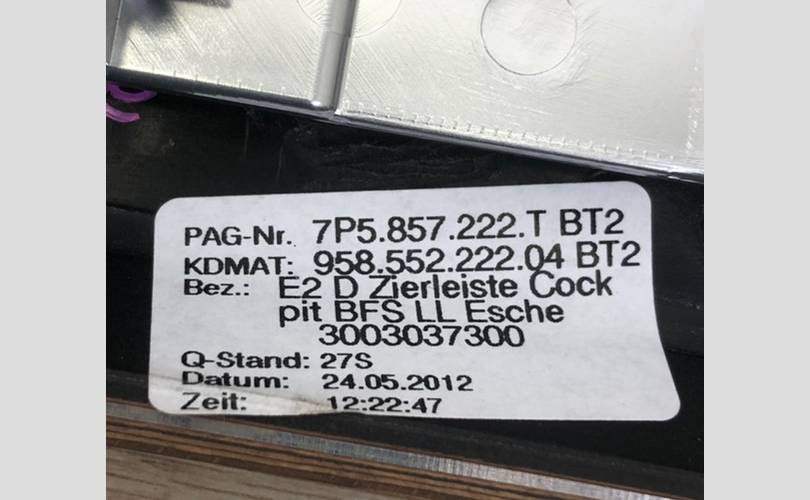 PAG-Nr. 7P5.857.222.T BT2
KDMAT: 958.552.222.04 BT2
Bez.: E2 D Zierleiste Cock
pit BFS LL Esche
3003037300
Q-Stand: 27S
Datum: 24.05.2012
Zeit: 12:22:47